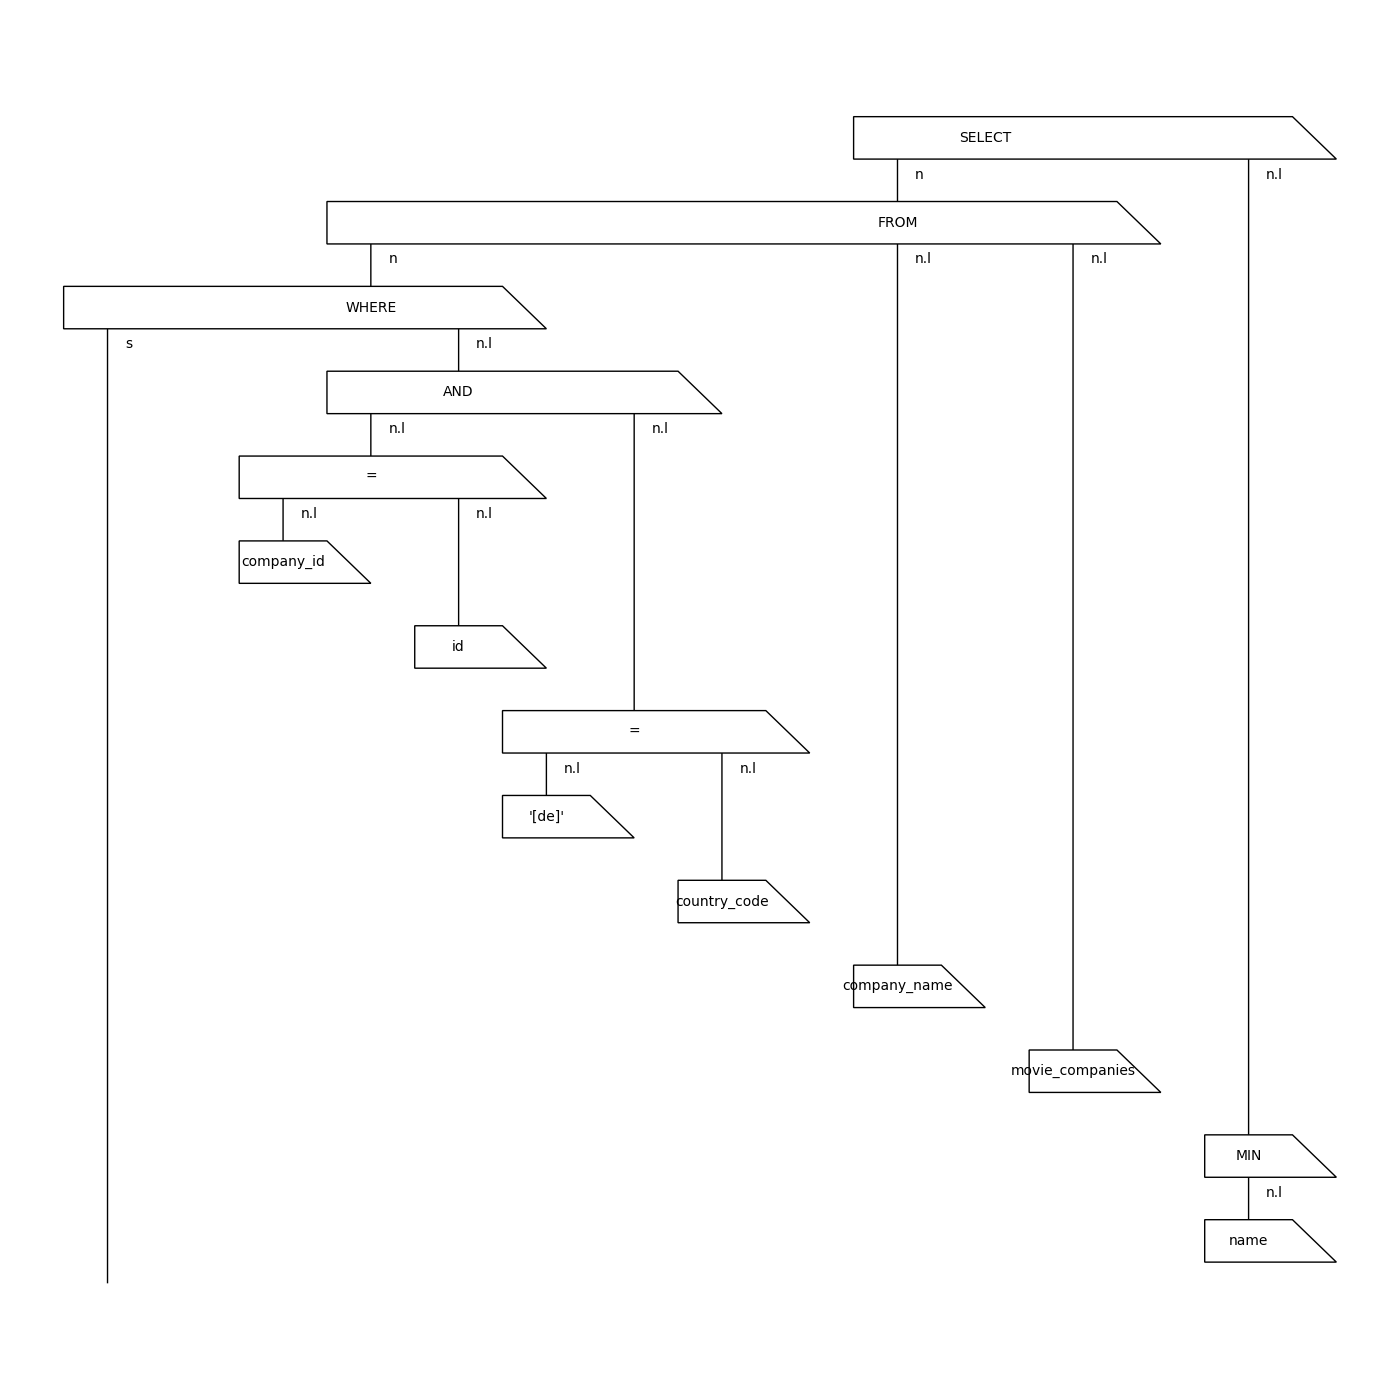 SELECT
n n.l
FROM
n n.l n.l
WHERE
s n.l
AND
n.l n.l
=
n.l n.l
company_id
id
=
n.l n.l
'[de]'
country_code
company_name
movie_companies
MIN
n.l
name